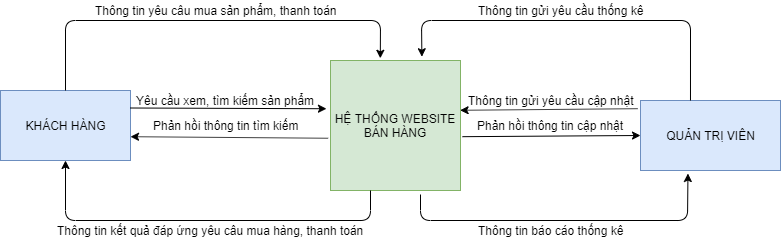 Thông tin yêu cầu mua sản phẩm, thanh toán
Thông tin gửi yêu cầu thống kê
Yêu cầu xem, tìm kiếm sản phẩm
Thông tin gửi yêu cầu cập nhật
KHÁCH HÀNG
HỆ THỐNG WEBSITE
BÁN HÀNG
Phản hồi thông tin tìm kiếm
Phản hồi thông tin cập nhật
QUẢN TRỊ VIÊN
Thông tin kết quả đáp ứng yêu cầu mua hàng, thanh toán
Thông tin báo cáo thống kê